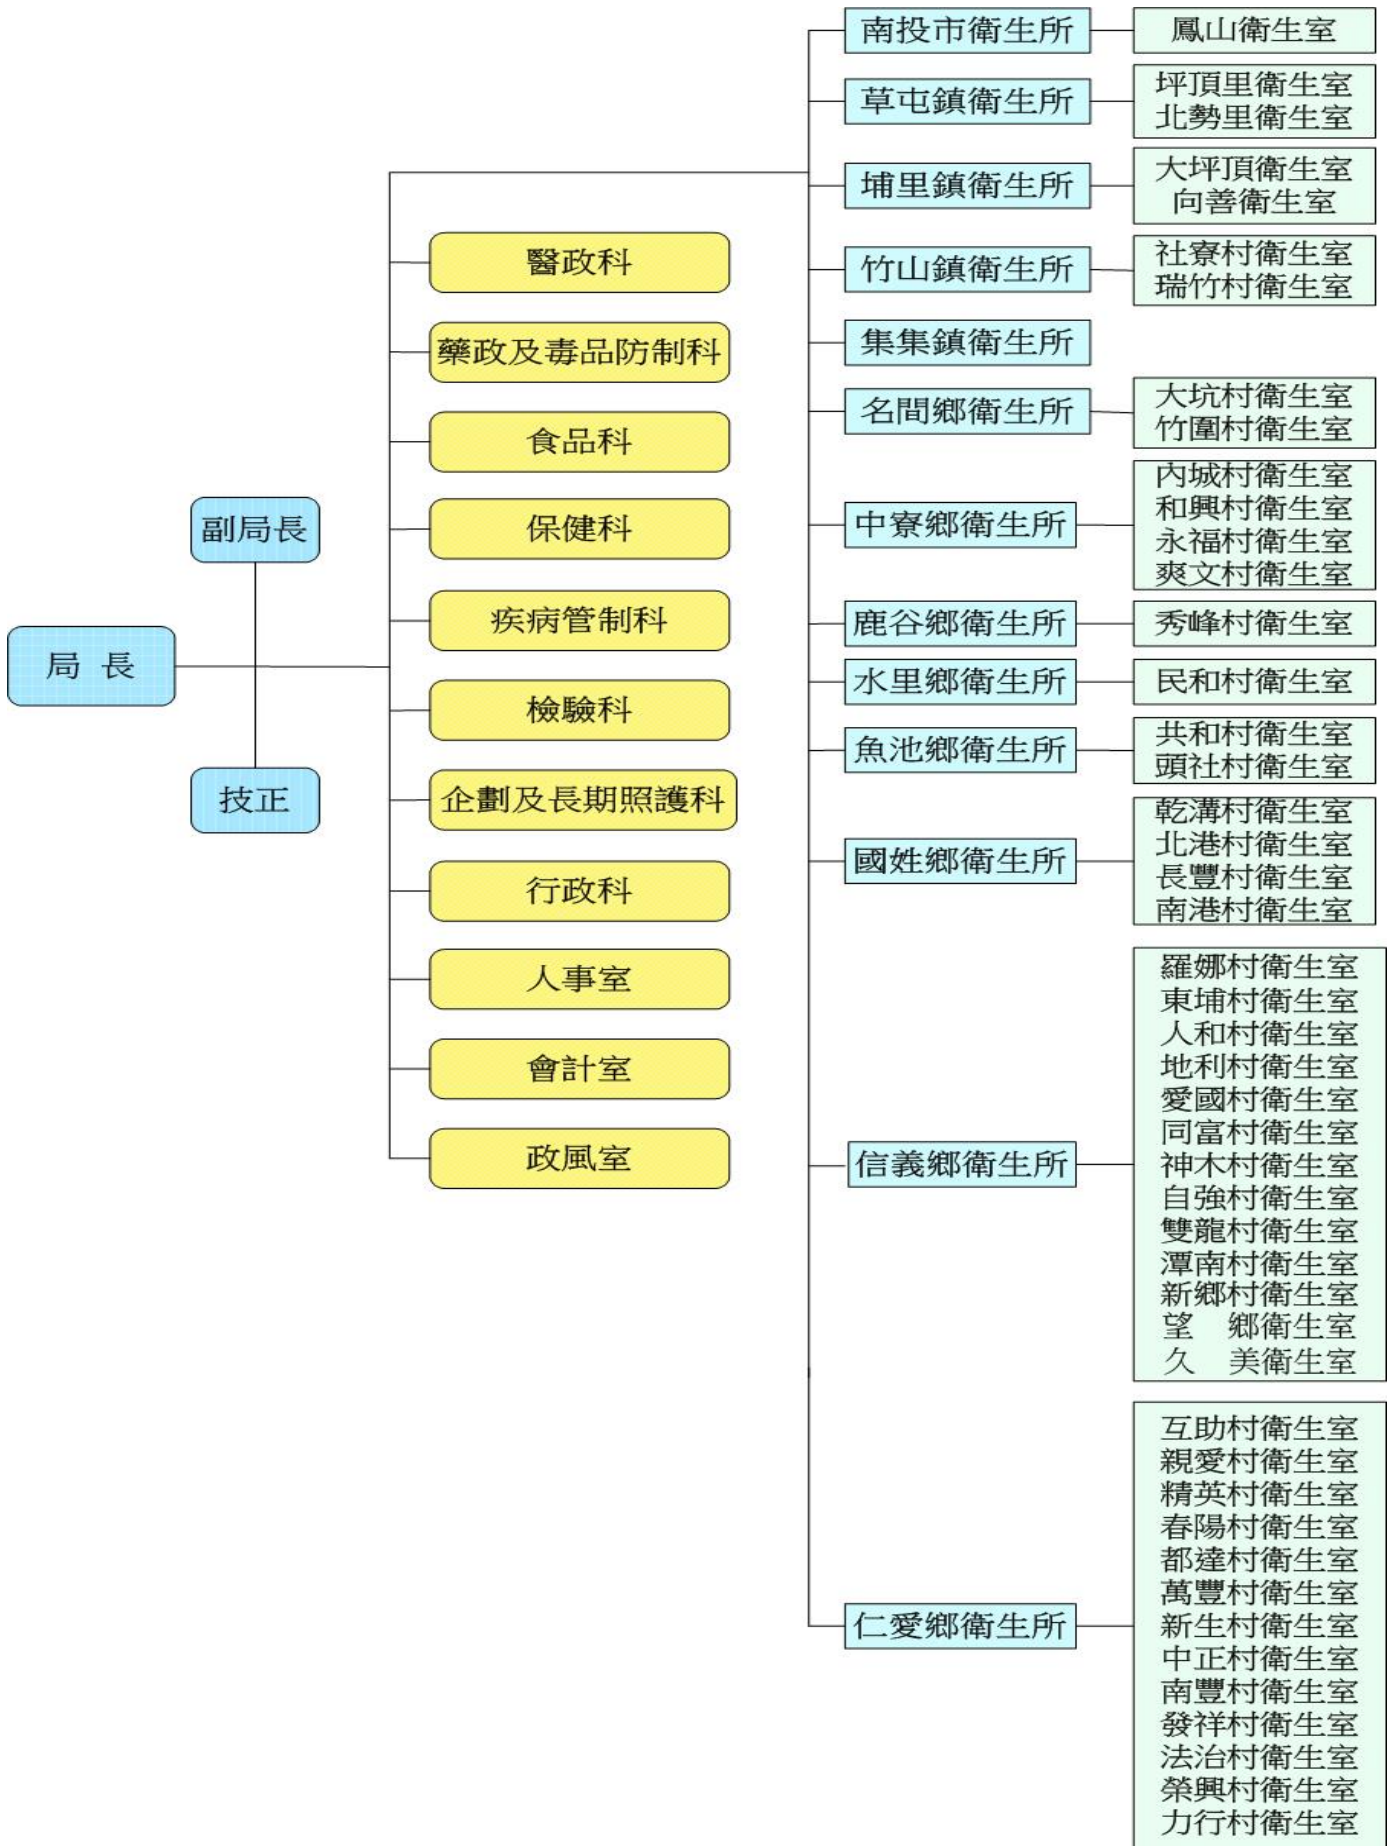 局 長
副局長
技正
醫政科
藥政及毒品防制科
食品科
保健科
疾病管制科
檢驗科
企劃及長期照護科
行政科
人事室
會計室
政風室
南投市衛生所
鳳山衛生室
草屯鎮衛生所
坪頂里衛生室
北勢里衛生室
埔里鎮衛生所
大坪頂衛生室
向善衛生室
竹山鎮衛生所
社寮村衛生室
瑞竹村衛生室
集集鎮衛生所
名間鄉衛生所
大坑村衛生室
竹圍村衛生室
中寮鄉衛生所
內城村衛生室
和興村衛生室
永福村衛生室
爽文村衛生室
鹿谷鄉衛生所
秀峰村衛生室
水里鄉衛生所
民和村衛生室
魚池鄉衛生所
共和村衛生室
頭社村衛生室
國姓鄉衛生所
乾溝村衛生室
北港村衛生室
長豐村衛生室
南港村衛生室
信義鄉衛生所
羅娜村衛生室
東埔村衛生室
人和村衛生室
地利村衛生室
愛國村衛生室
同富村衛生室
神木村衛生室
自強村衛生室
雙龍村衛生室
潭南村衛生室
新鄉村衛生室
望　鄉衛生室
久　美衛生室
仁愛鄉衛生所
互助村衛生室
親愛村衛生室
精英村衛生室
春陽村衛生室
都達村衛生室
萬豐村衛生室
新生村衛生室
中正村衛生室
南豐村衛生室
發祥村衛生室
法治村衛生室
榮興村衛生室
力行村衛生室